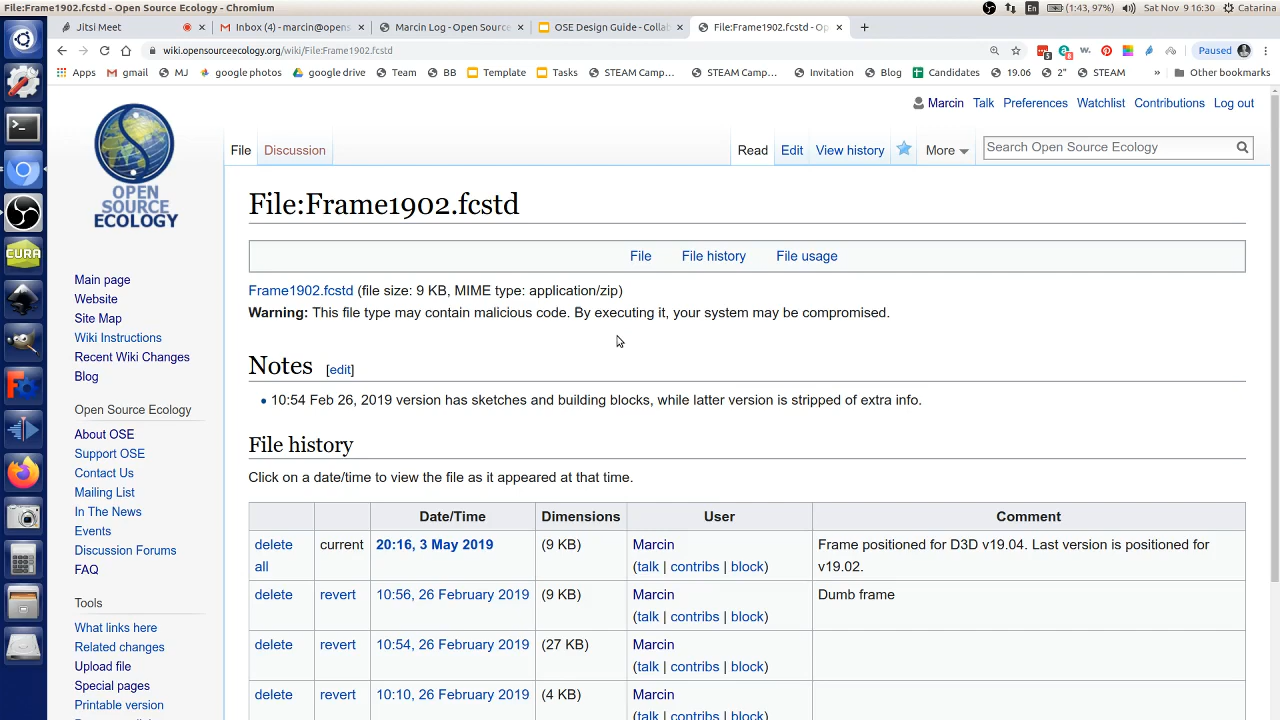 File:Frame1902.fcstd - Open Source Ecology - Chromium
En (1:43, 97%) Sat Nov 9 16:30 Catarina
Jitsi Meet
Inbox (3) - marcin@opens
Marcin Log - Open Source
OSE Design Guide - Collab
File:Frame1902.fcstd - Op
wiki.opensourceecology.org/wiki/File:Frame1902.fcstd
Paused
Apps gmail MJ google photos google drive Team BB Template Tasks STEAM Camp... STEAM Camp... Invitation Blog Candidates 19.06 2" STEAM » Other bookmarks
Marcin Talk Preferences Watchlist Contributions Log out
File Discussion Read Edit View history More Search Open Source Ecology
OPEN
SOURCE
ECOLOGY
CURA
Main page
Website
Site Map
Wiki Instructions
Recent Wiki Changes
Blog
Open Source Ecology
About OSE
Support OSE
Contact Us
Mailing List
In The News
Events
Discussion Forums
FAQ
Tools
What links here
Related changes
Upload file
Special pages
Printable version
File:Frame1902.fcstd
File File history File usage
Frame1902.fcstd (file size: 9 KB, MIME type: application/zip)
Warning: This file type may contain malicious code. By executing it, your system may be compromised.
Notes [edit]
10:54 Feb 26, 2019 version has sketches and building blocks, while latter version is stripped of extra info.
File history
Click on a date/time to view the file as it appeared at that time.
Date/Time Dimensions User Comment
delete current 20:16, 3 May 2019 (9 KB) Marcin Frame positioned for D3D v19.04. Last version is positioned for
all (talk | contribs | block) v19.02.
delete revert 10:56, 26 February 2019 (9 KB) Marcin Dumb frame
(talk | contribs | block)
delete revert 10:54, 26 February 2019 (27 KB) Marcin
(talk | contribs | block)
delete revert 10:10, 26 February 2019 (4 KB) Marcin
(talk | contribs | block)